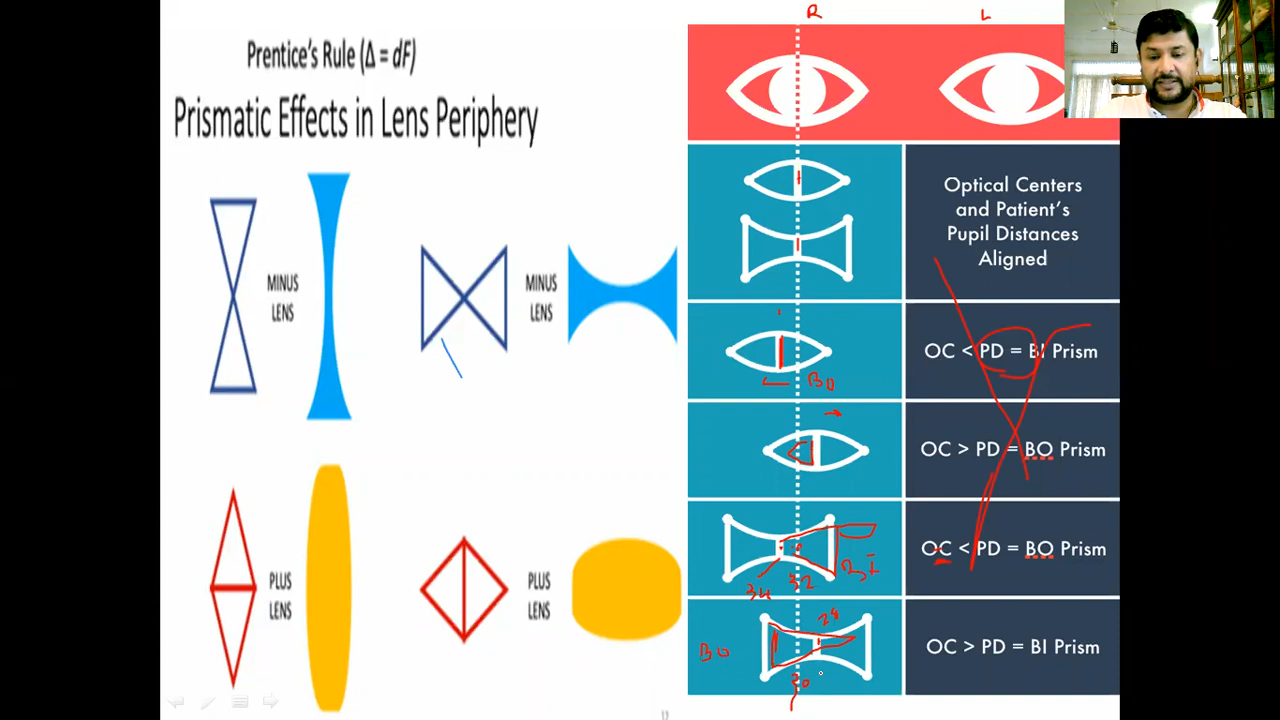 Prentice's Rule (Δ = dF)
Prismatic Effects in Lens Periphery
MINUS
LENS
MINUS
LENS
PLUS
LENS
PLUS
LENS
R L
Optical Centers
and Patient's
Pupil Distances
Aligned
OC < PD = BI Prism
BO
OC > PD = BO Prism
OC < PD = BO Prism
34 32
OC > PD = BI Prism
28
BO
30
12